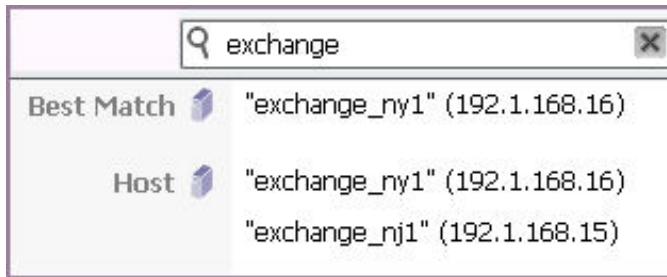 exchange
Best Match "exchange_ny1" (192.1.168.16)
Host "exchange_ny1" (192.1.168.16)
"exchange_nj1" (192.1.168.15)